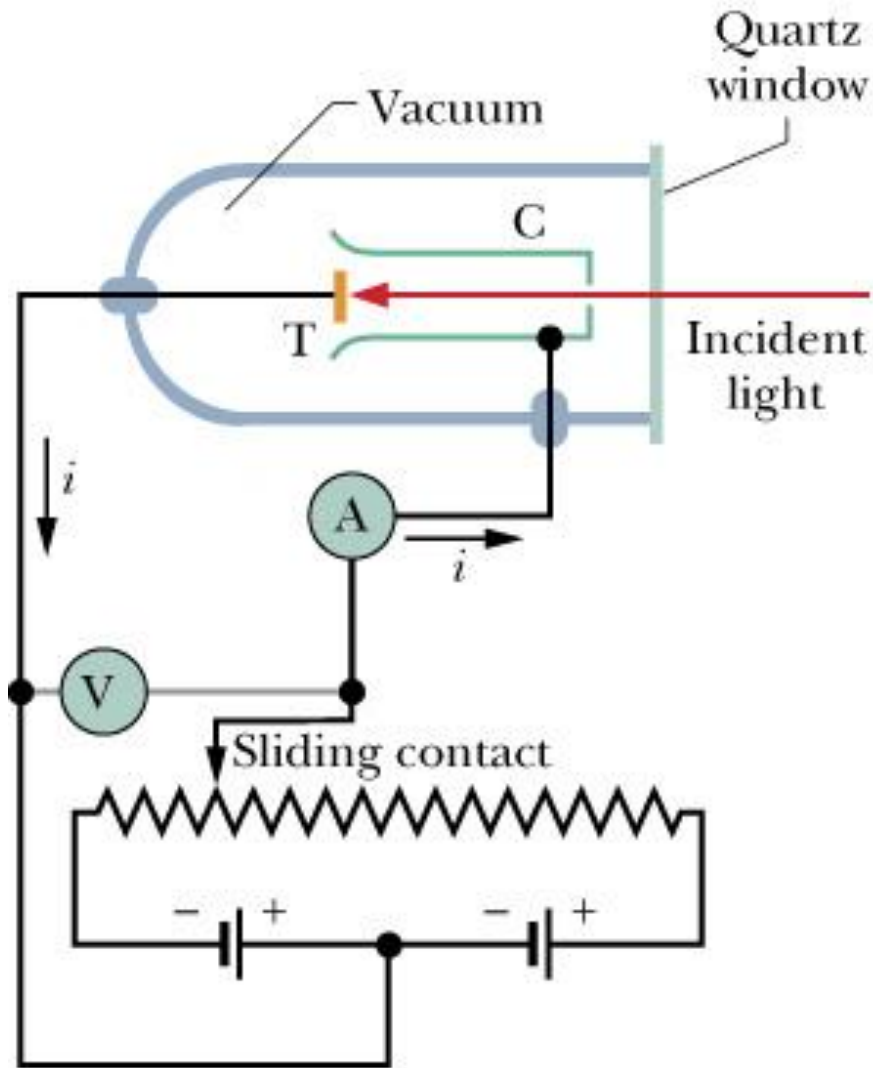 Quartz
window
Vacuum
C
T
Incident
light
i
A
i
V
Sliding contact
− + − +